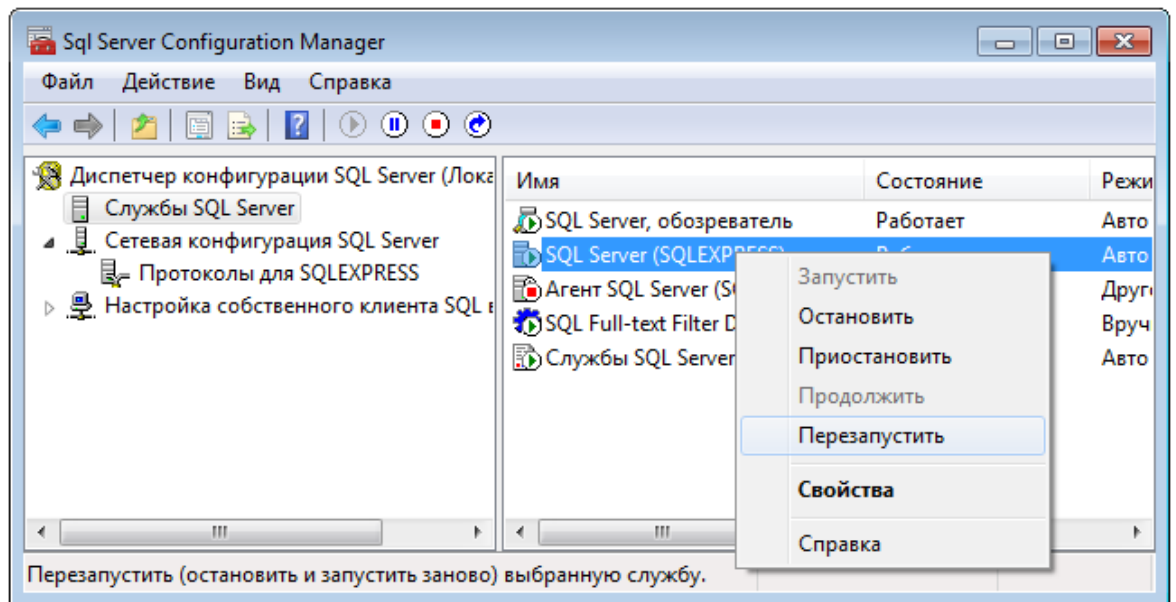 Sql Server Configuration Manager
Файл Действие Вид Справка
Диспетчер конфигурации SQL Server (Лока
Службы SQL Server
Сетевая конфигурация SQL Server
Протоколы для SQLEXPRESS
Настройка собственного клиента SQL
Имя Состояние Режи
SQL Server, обозреватель Работает Авто
SQL Server (SQLEXPRESS) Авто
Агент SQL Server (S Друг
SQL Full-text Filter D Вруч
Службы SQL Server Авто
Запустить
Остановить
Приостановить
Продолжить
Перезапустить
Свойства
Справка
Перезапустить (остановить и запустить заново) выбранную службу.